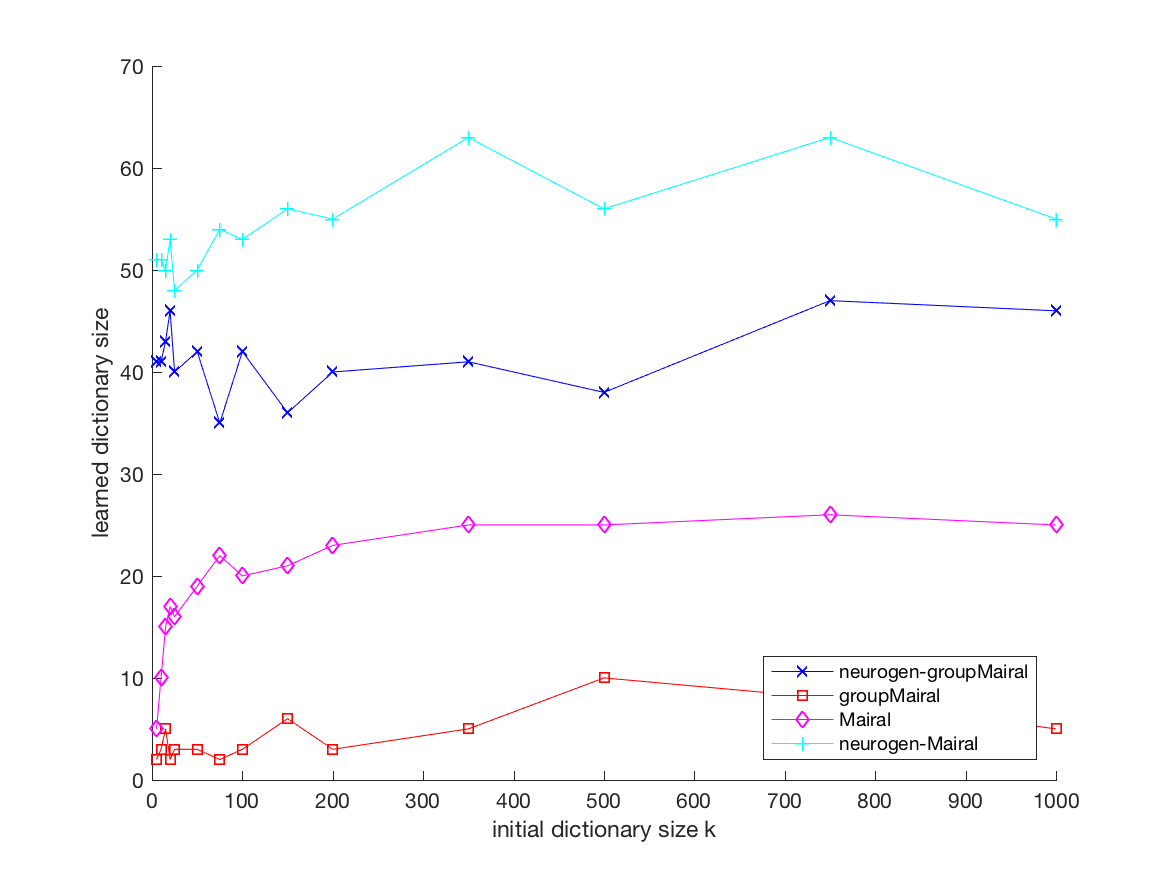 70
60
50
40
30
20
10
0
learned dictionary size
neurogen-groupMairal
groupMairal
Mairal
neurogen-Mairal
0 100 200 300 400 500 600 700 800 900 1000
initial dictionary size k